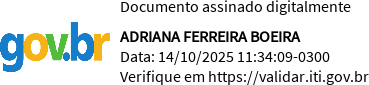 Documento assinado digitalmente
gov.br
ADRIANA FERREIRA BOEIRA
Data: 14/10/2025 11:34:09-0300
Verifique em https://validar.iti.gov.br